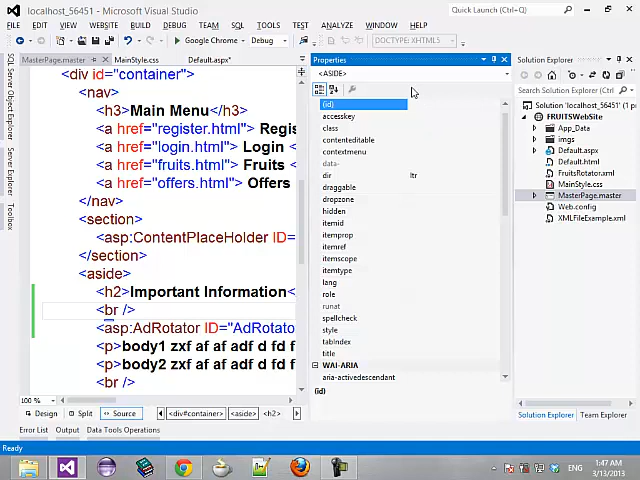 localhost_56451 - Microsoft Visual Studio
Quick Launch (Ctrl+Q)
FILE EDIT VIEW WEBSITE BUILD DEBUG TEAM SQL TOOLS TEST ANALYZE WINDOW HELP
Google Chrome Debug DOCTYPE: XHTML5
MasterPage.master MainStyle.css Default.aspx*
<div id="container">
<nav>
<h3>Main Menu</h3>
<a href="register.html"> Regis
<a href="login.html"> Login <
<a href="fruits.html"> Fruits <
<a href="offers.html"> Offers
</nav>
<section>
<asp:ContentPlaceHolder ID=
</section>
<aside>
<h2>Important Information<
<br />
<asp:AdRotator ID="AdRotato
<p>body1 zxf af af adf d fd f
<p>body2 zxf af af adf d fd f
<br />
100 %
Design Split Source <div#container> <aside> <h2>
Error List Output Data Tools Operations
SQL Server Object Explorer
Server Explorer
Toolbox
Properties
<ASIDE>
(id)
accesskey
class
contenteditable
contextmenu
data-
dir ltr
draggable
dropzone
hidden
itemid
itemprop
itemref
itemscope
itemtype
lang
role
runat
spellcheck
style
tabindex
title
WAI-ARIA
aria-activedescendant
(id)
Solution Explorer
Search Solution Explorer (Ctrl
Solution 'localhost_56451' (1
FRUITSWebSite
App_Data
imgs
Default.aspx
Default.html
FruitsRotator.xml
MainStyle.css
MasterPage.master
Web.config
XMLFileExample.xml
Solution Explorer Team Explorer
Ready
ENG
1:47 AM
3/13/2013